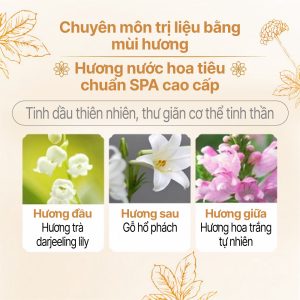 Chuyên môn trị liệu bằng
mùi hương
Hương nước hoa tiêu
chuẩn SPA cao cấp
Tinh dầu thiên nhiên, thư giãn cơ thể tinh thần
Hương đầu
Hương trà
darjeeling lily
Hương sau
Gỗ hổ phách
Hương giữa
Hương hoa trắng
tự nhiên